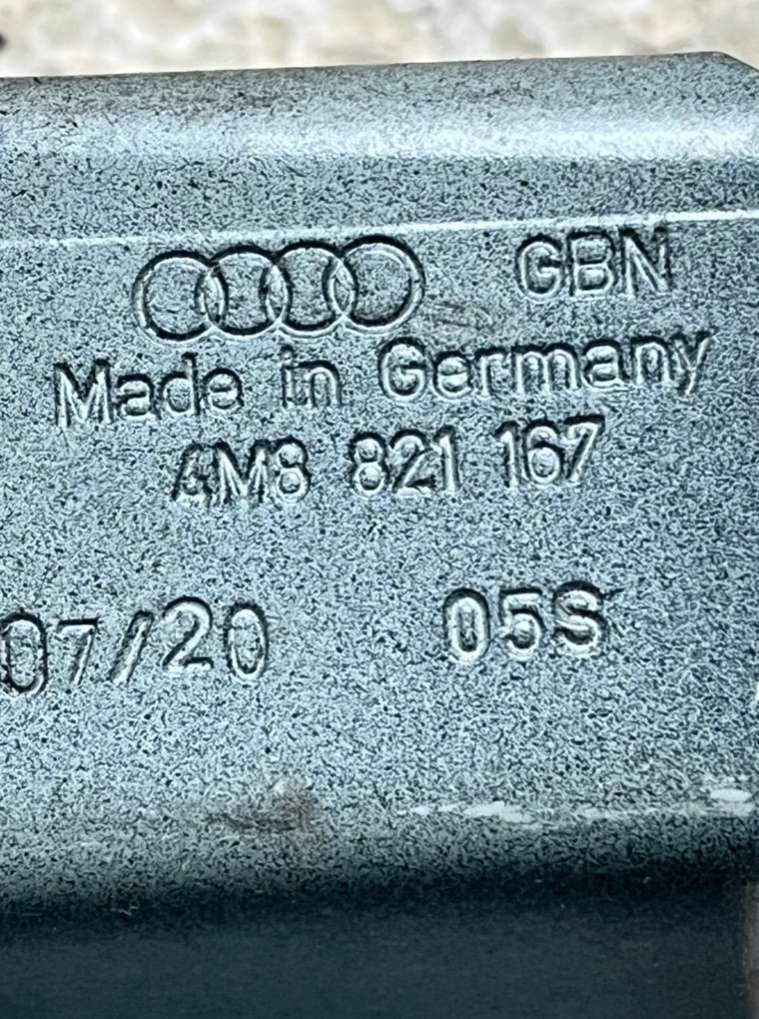 GBN
Made in Germany
4M8 821 167
07/20 05S